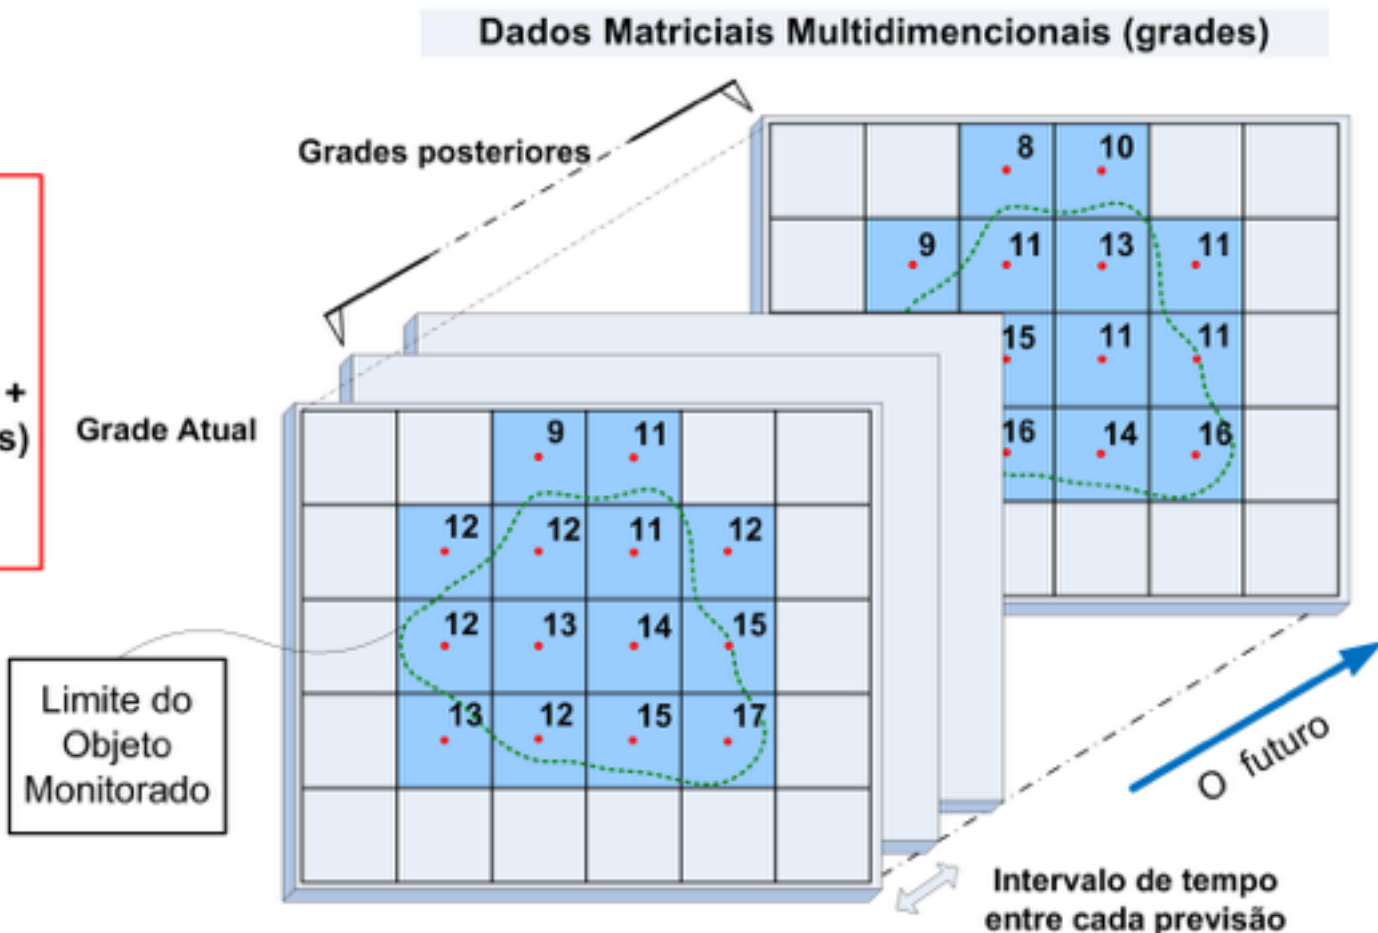 Dados Matriciais Multidimencionais (grades)
Grades posteriores
8 10
9 11 13 11
15 11 11
16 14 16
+
s)
Grade Atual
9 11
12 12 11 12
12 13 14 15
13 12 15 17
Limite do
Objeto
Monitorado
O futuro
Intervalo de tempo
entre cada previsão